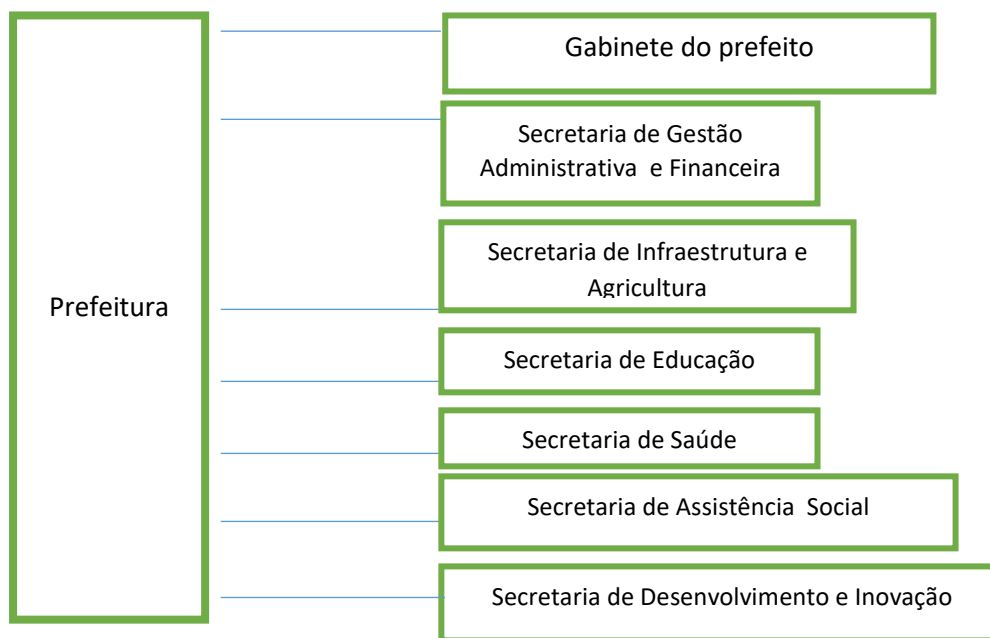 Prefeitura
Gabinete do prefeito
Secretaria de Gestão
Administrativa e Financeira
Secretaria de Infraestrutura e
Agricultura
Secretaria de Educação
Secretaria de Saúde
Secretaria de Assistência Social
Secretaria de Desenvolvimento e Inovação